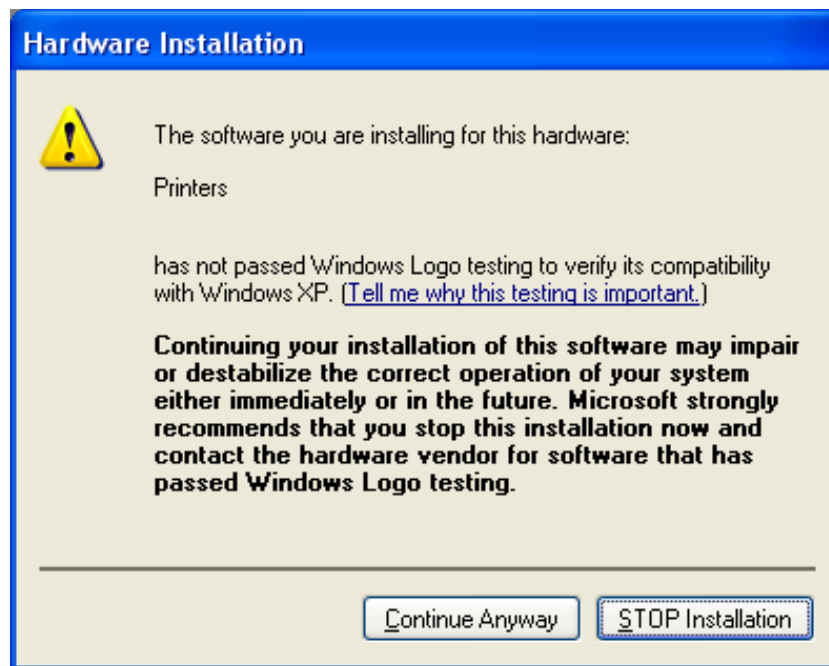 Hardware Installation
The software you are installing for this hardware:
Printers
has not passed Windows Logo testing to verify its compatibility
with Windows XP. (Tell me why this testing is important.)
Continuing your installation of this software may impair
or destabilize the correct operation of your system
either immediately or in the future. Microsoft strongly
recommends that you stop this installation now and
contact the hardware vendor for software that has
passed Windows Logo testing.
Continue Anyway STOP Installation